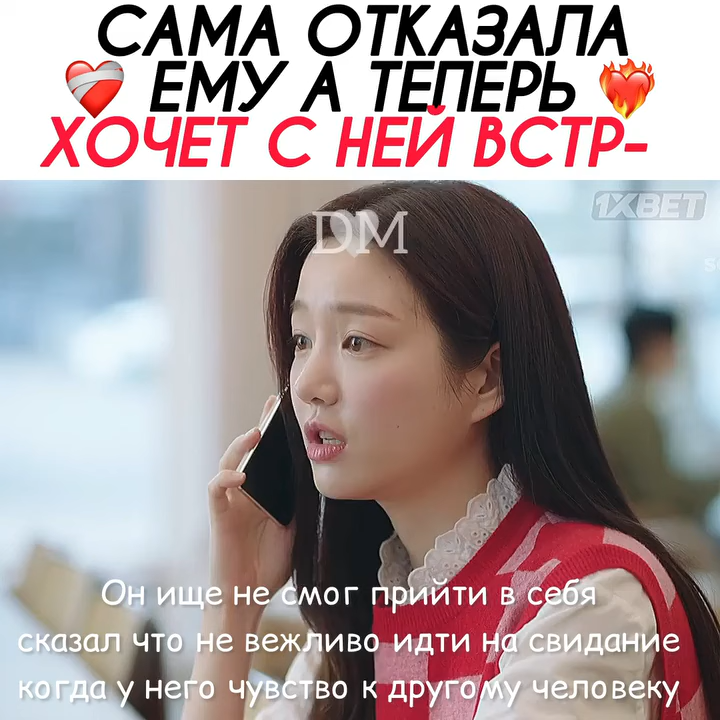 САМА ОТКАЗАЛА
❤️‍🩹 ЕМУ А ТЕПЕРЬ ❤️‍🔥
ХОЧЕТ С НЕЙ ВСТР-
1XBET
DM
Он ище не смог прийти в себя
сказал что не вежливо идти на свидание
когда у него чувство к другому человеку